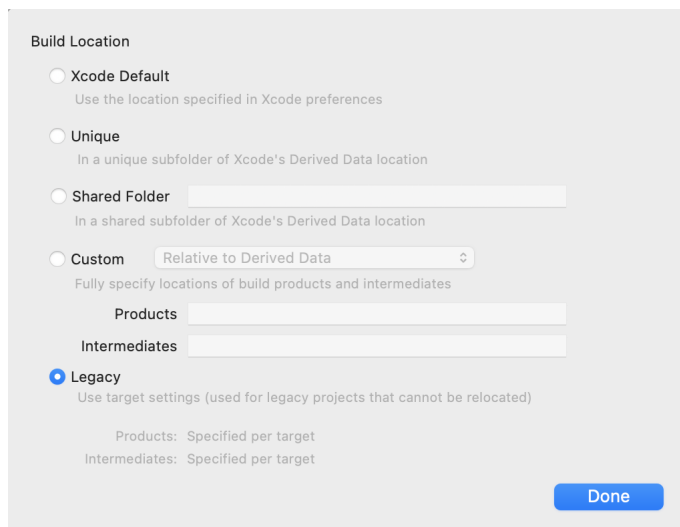 Build Location
Xcode Default
Use the location specified in Xcode preferences
Unique
In a unique subfolder of Xcode's Derived Data location
Shared Folder
In a shared subfolder of Xcode's Derived Data location
Custom Relative to Derived Data
Fully specify locations of build products and intermediates
Products
Intermediates
Legacy
Use target settings (used for legacy projects that cannot be relocated)
Products: Specified per target
Intermediates: Specified per target
Done